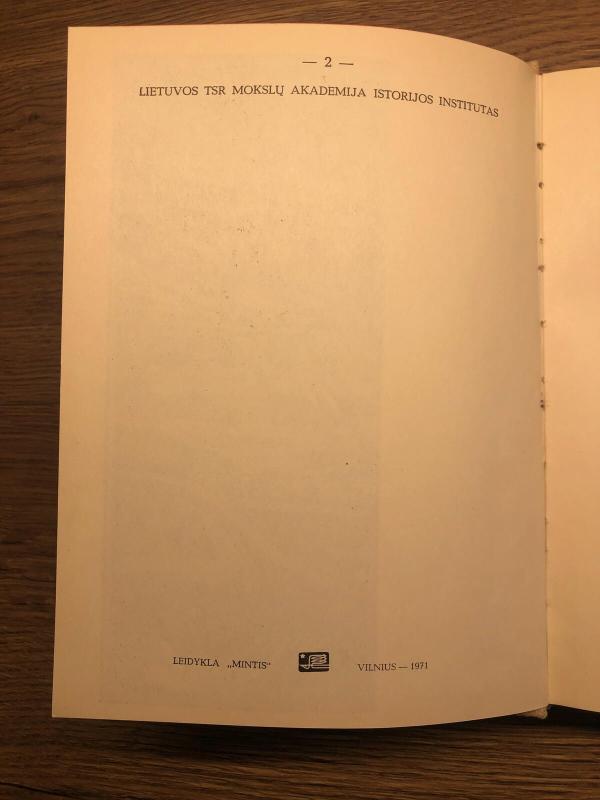 — 2 —
LIETUVOS TSR MOKSLŲ AKADEMIJA ISTORIJOS INSTITUTAS
LEIDYKLA „MINTIS“ VILNIUS — 1971